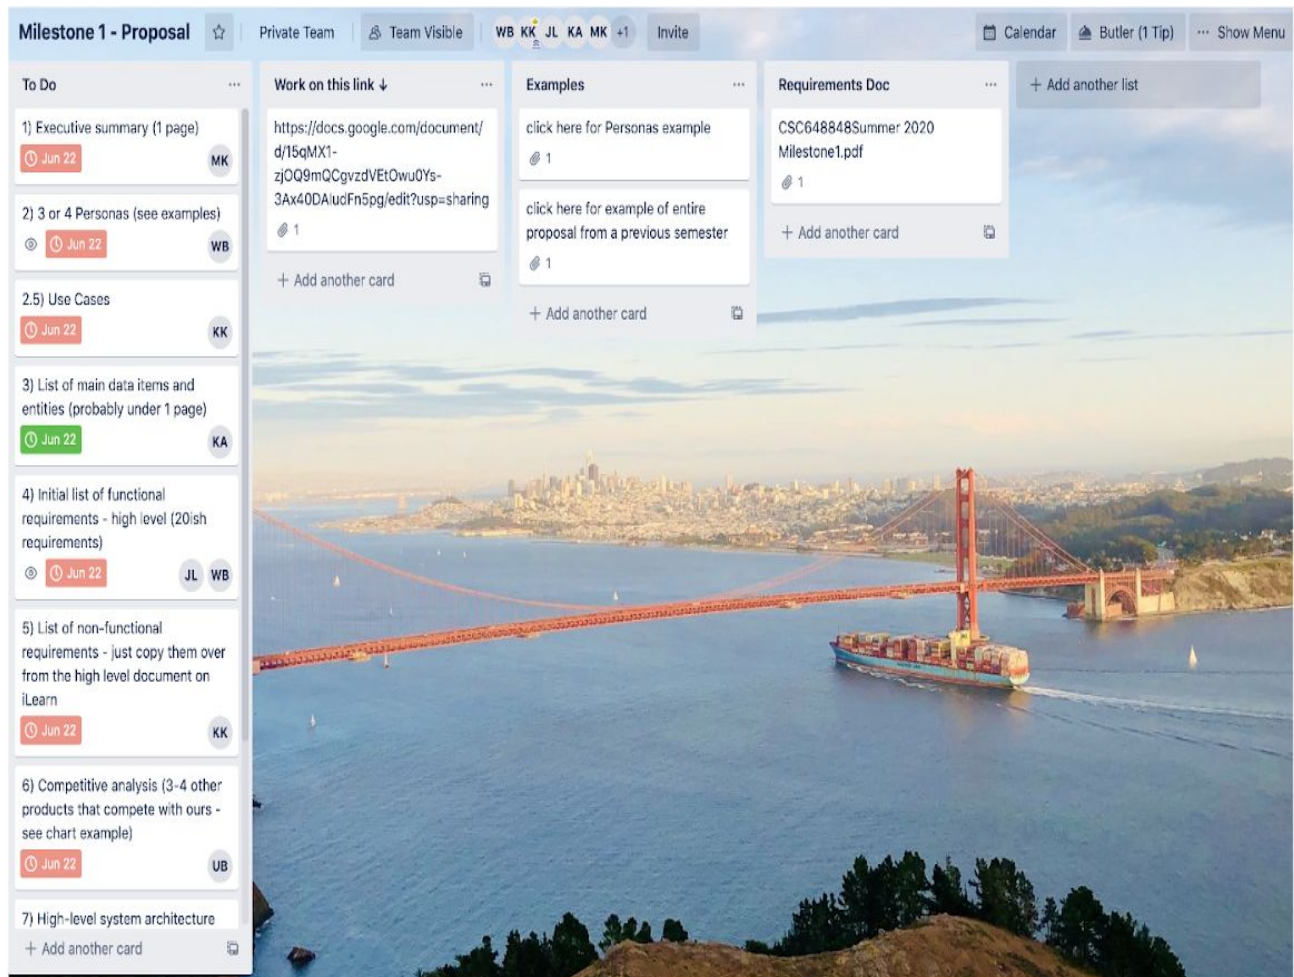 Milestone 1 - Proposal
Private Team
Team Visible
WB KK JL KA MK +1
Invite
Calendar
Butler (1 Tip)
··· Show Menu
To Do ···
1) Executive summary (1 page)
Jun 22
MK
2) 3 or 4 Personas (see examples)
Jun 22
WB
2.5) Use Cases
Jun 22
KK
3) List of main data items and
entities (probably under 1 page)
Jun 22
KA
4) Initial list of functional
requirements - high level (20ish
requirements)
Jun 22
JL WB
5) List of non-functional
requirements - just copy them over
from the high level document on
iLearn
Jun 22
KK
6) Competitive analysis (3-4 other
products that compete with ours -
see chart example)
Jun 22
UB
7) High-level system architecture
+ Add another card
Work on this link ↓ ···
https://docs.google.com/document/
d/15qMX1-
zjOQ9mQCgvzdVEtOwu0Ys-
3Ax40DAIudFn5pg/edit?usp=sharing
1
+ Add another card
Examples ···
click here for Personas example
1
click here for example of entire
proposal from a previous semester
1
+ Add another card
Requirements Doc ···
CSC648848Summer 2020
Milestone1.pdf
1
+ Add another card
+ Add another list